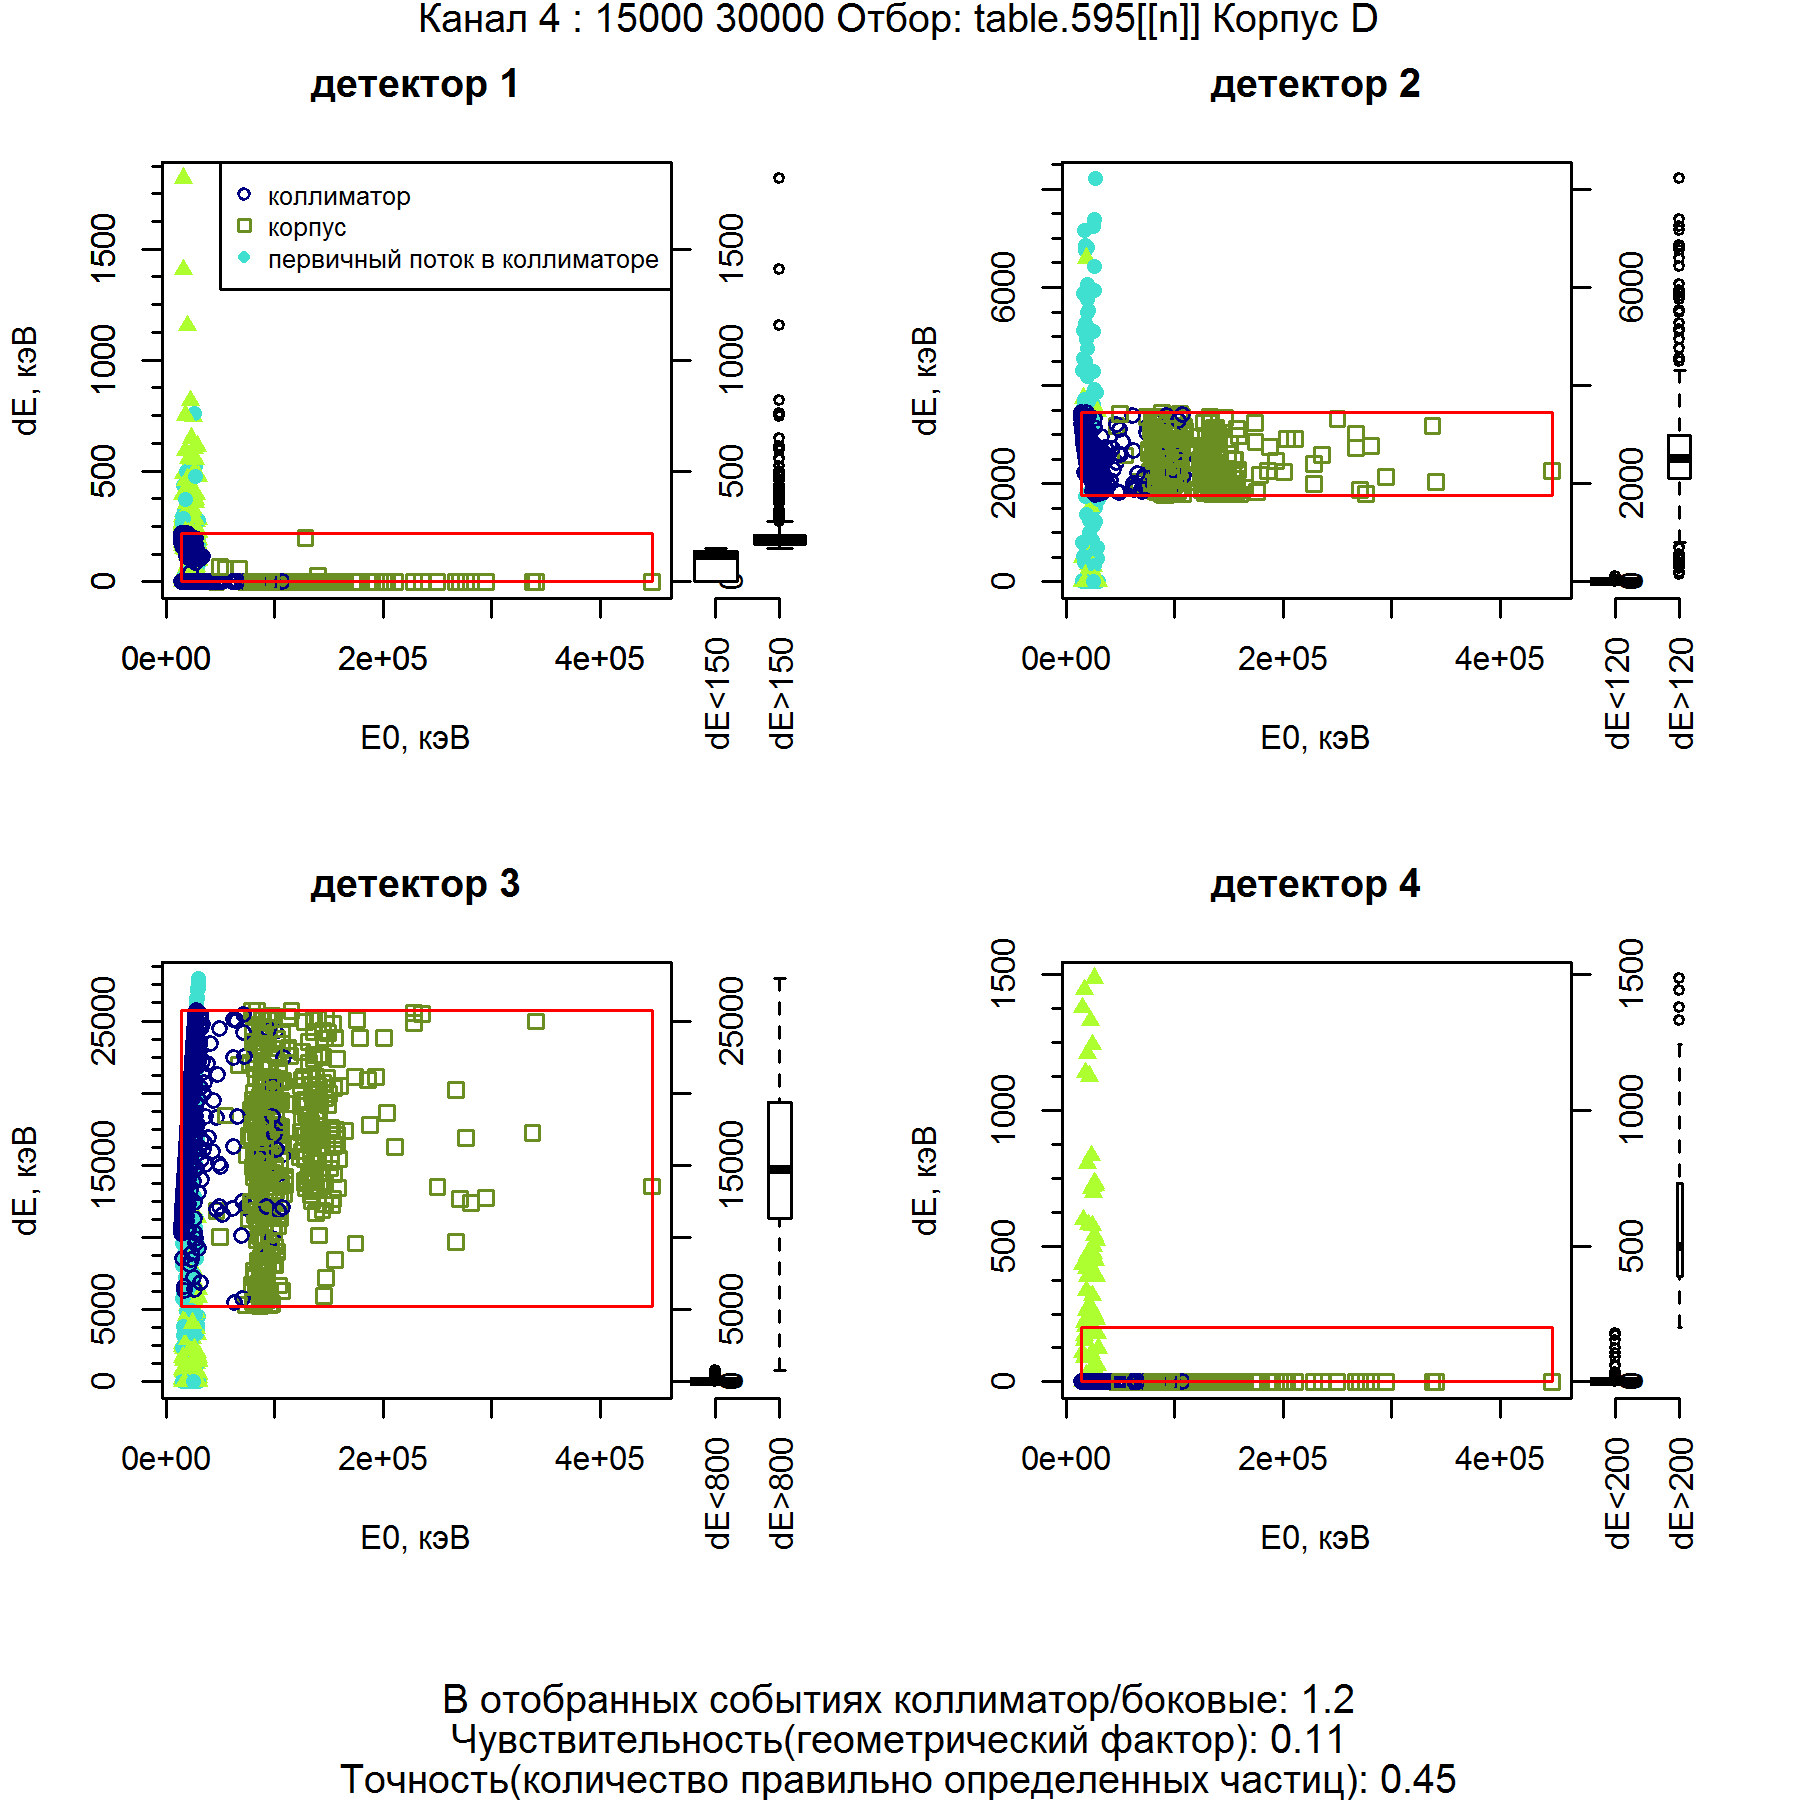 Канал 4 : 15000 30000 Отбор: table.595[[n]] Корпус D
детектор 1
dE, кэВ
0 500 1000 1500
коллиматор
корпус
первичный поток в коллиматоре
0e+00 2e+05 4e+05
E0, кэВ
0 500 1000 1500
dE<150
dE>150
детектор 2
dE, кэВ
0 2000 6000
0e+00 2e+05 4e+05
E0, кэВ
2000 6000
dE<120
dE>120
детектор 3
dE, кэВ
0 5000 15000 25000
0e+00 2e+05 4e+05
E0, кэВ
5000 15000 25000
dE<800
dE>800
детектор 4
dE, кэВ
0 500 1000 1500
0e+00 2e+05 4e+05
E0, кэВ
500 1000 1500
dE<200
dE>200
В отобранных событиях коллиматор/боковые: 1.2
Чувствительность(геометрический фактор): 0.11
Точность(количество правильно определенных частиц): 0.45